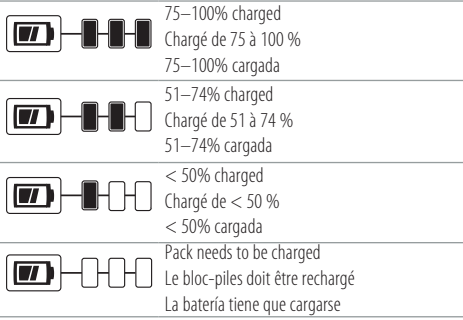 75–100% charged
Chargé de 75 à 100 %
75–100% cargada
51–74% charged
Chargé de 51 à 74 %
51–74% cargada
< 50% charged
Chargé de < 50 %
< 50% cargada
Pack needs to be charged
Le bloc-piles doit être rechargé
La batería tiene que cargarse